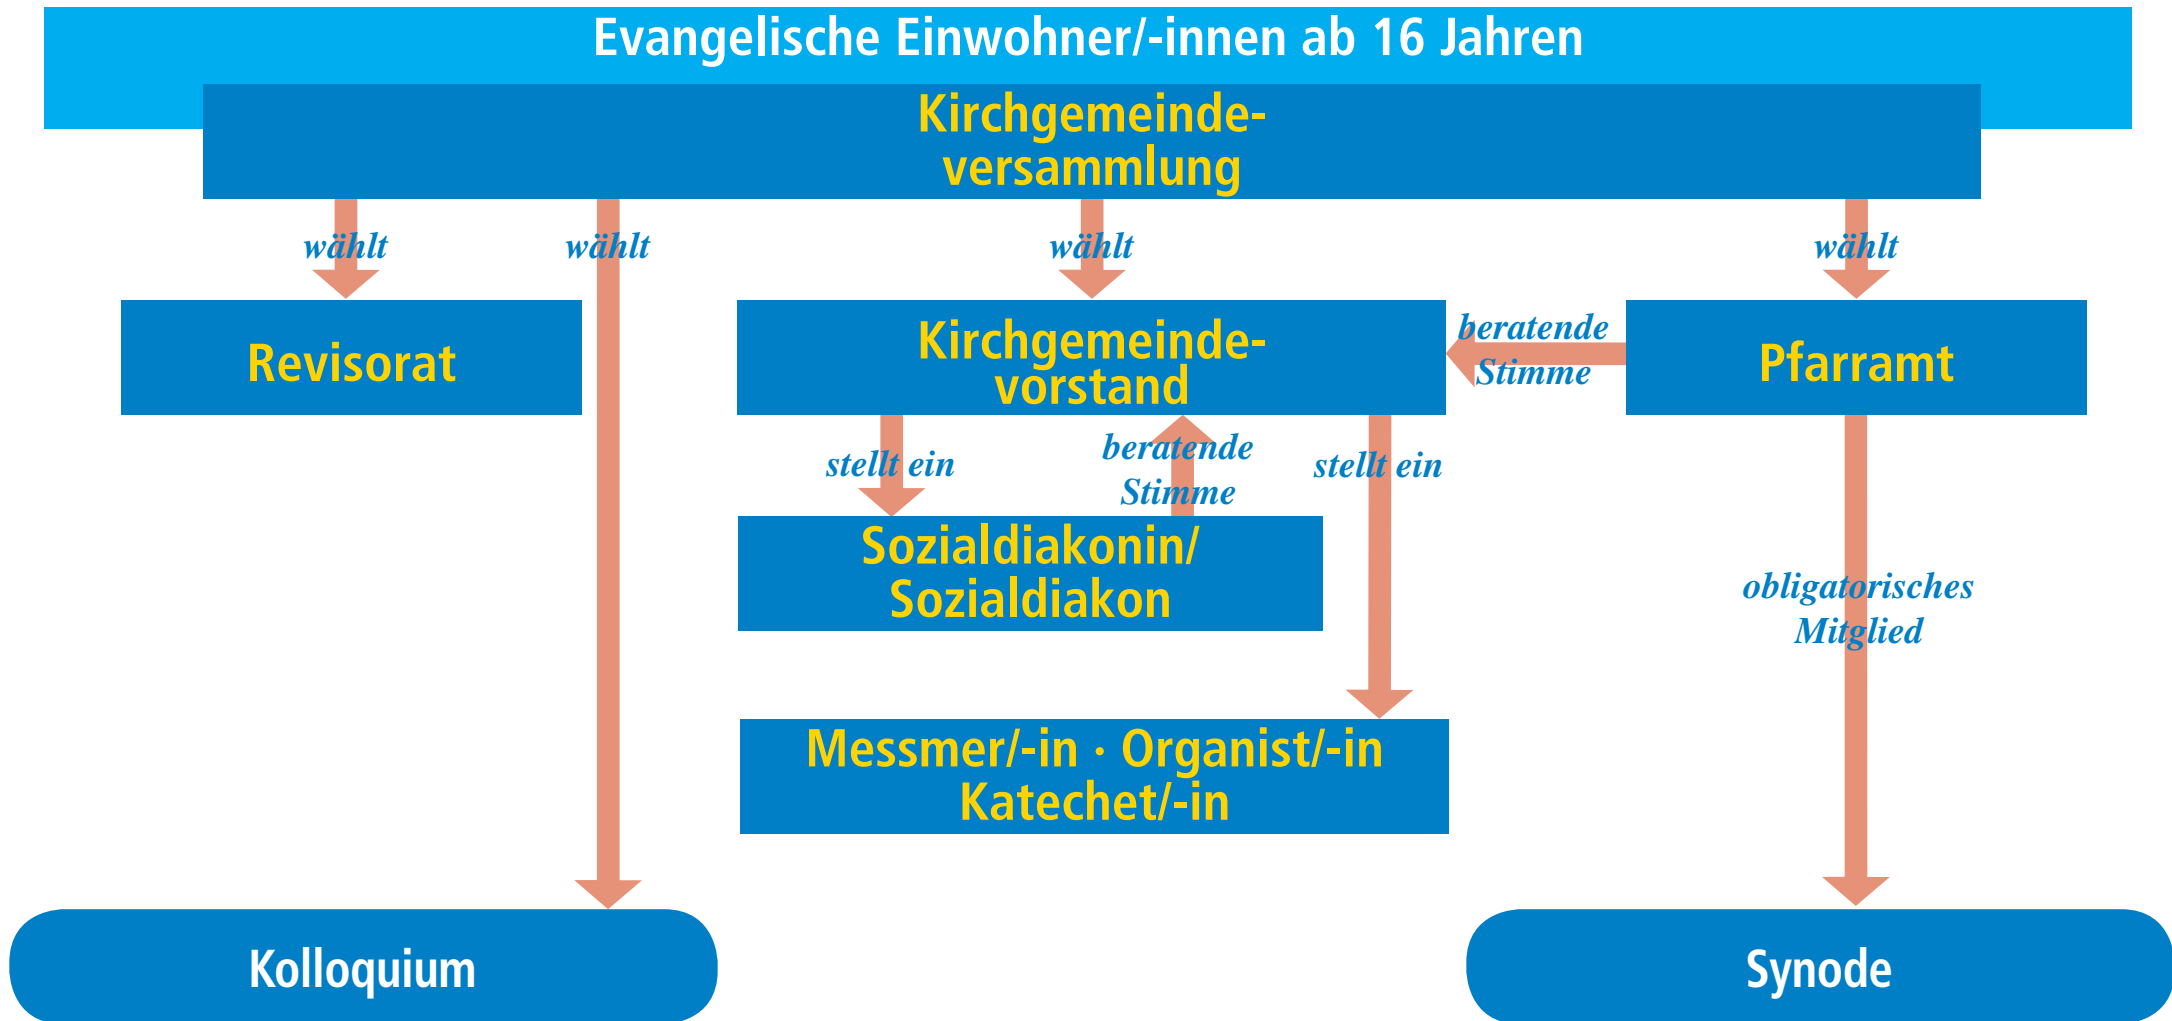 Evangelische Einwohner/-innen ab 16 Jahren
Kirchgemeinde-
versammlung
wählt
wählt
wählt
wählt
Revisorat
Kirchgemeinde-
vorstand
beratende
Stimme
Pfarramt
stellt ein
beratende
Stimme
stellt ein
Sozialdiakonin/
Sozialdiakon
obligatorisches
Mitglied
Messmer/-in · Organist/-in
Katechet/-in
Kolloquium
Synode